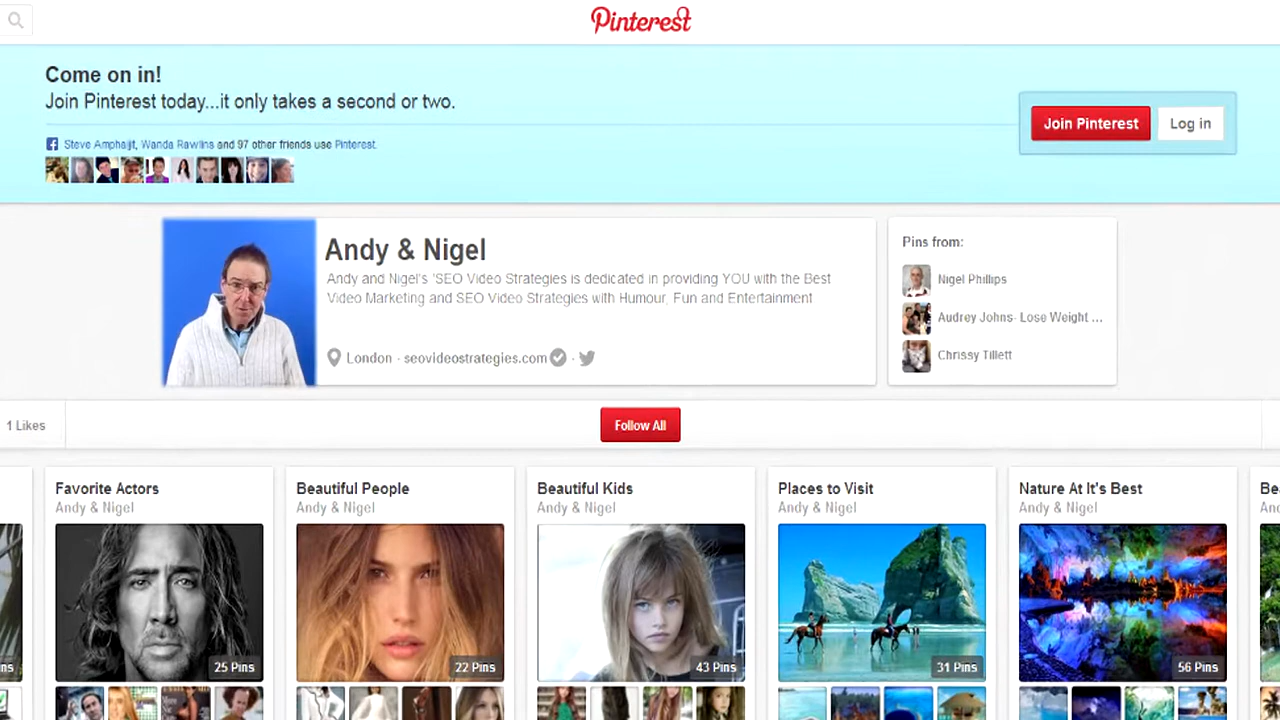 Pinterest
Come on in!
Join Pinterest today...it only takes a second or two.
Join Pinterest
Log in
Steve Amphaijit, Wanda Rawlins and 97 other friends use Pinterest.
Andy & Nigel
Andy and Nigel's 'SEO Video Strategies is dedicated in providing YOU with the Best
Video Marketing and SEO Video Strategies with Humour, Fun and Entertainment
London · seovideostrategies.com ·
Pins from:
Nigel Phillips
Audrey Johns- Lose Weight ...
Chrissy Tillett
1 Likes
Follow All
Favorite Actors
Andy & Nigel
25 Pins
Beautiful People
Andy & Nigel
22 Pins
Beautiful Kids
Andy & Nigel
43 Pins
Places to Visit
Andy & Nigel
31 Pins
Nature At It's Best
Andy & Nigel
56 Pins